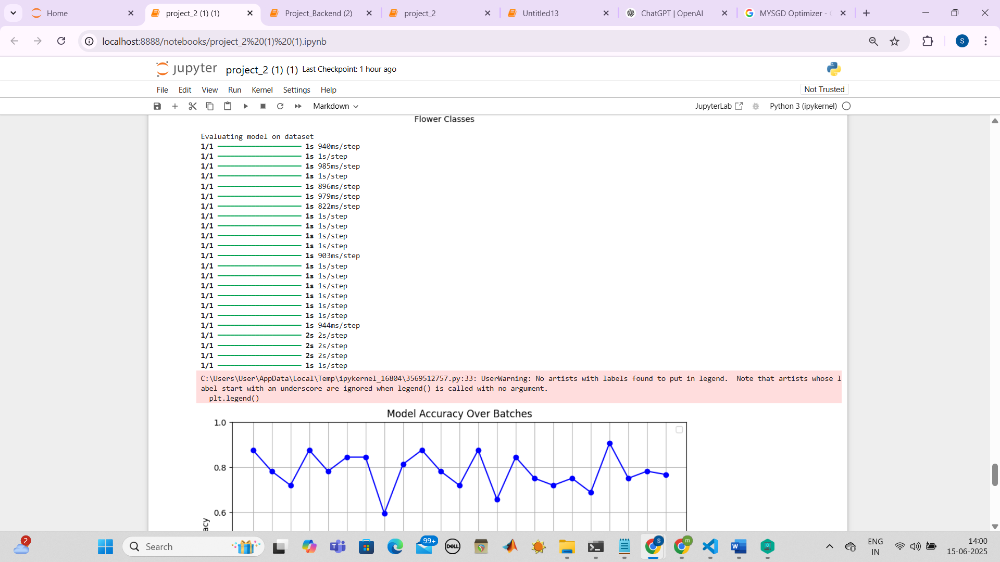 Home
project_2 (1) (1)
Project_Backend (2)
project_2
Untitled13
ChatGPT | OpenAI
MYSGD Optimizer -
localhost:8888/notebooks/project_2%20(1)%20(1).ipynb
S
jupyter project_2 (1) (1) Last Checkpoint: 1 hour ago
File Edit View Run Kernel Settings Help
Not Trusted
Markdown
JupyterLab
Python 3 (ipykernel)
Flower Classes
Evaluating model on dataset
1/1 1s 940ms/step
1/1 1s 1s/step
1/1 1s 985ms/step
1/1 1s 1s/step
1/1 1s 896ms/step
1/1 1s 979ms/step
1/1 1s 822ms/step
1/1 1s 1s/step
1/1 1s 1s/step
1/1 1s 1s/step
1/1 1s 1s/step
1/1 1s 903ms/step
1/1 1s 1s/step
1/1 1s 1s/step
1/1 1s 1s/step
1/1 1s 1s/step
1/1 1s 1s/step
1/1 1s 1s/step
1/1 1s 944ms/step
1/1 2s 2s/step
1/1 2s 2s/step
1/1 2s 2s/step
1/1 1s 1s/step
C:\Users\User\AppData\Local\Temp\ipykernel_16804\3569512757.py:33: UserWarning: No artists with labels found to put in legend.  Note that artists whose l
abel start with an underscore are ignored when legend() is called with no argument.
plt.legend()
Model Accuracy Over Batches
1.0
0.8
0.6
acy
2
Search
99+
DELL
S
m
ENG
IN
14:00
15-06-2025